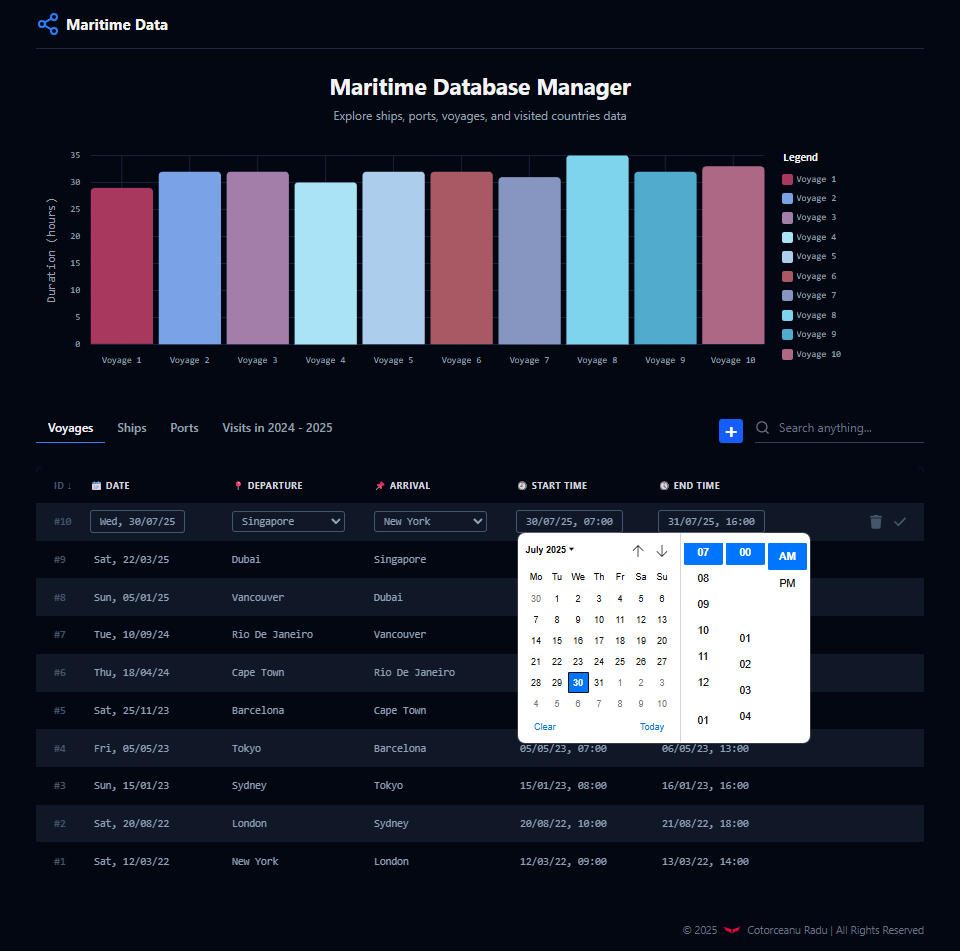 Maritime Data
Maritime Database Manager
Explore ships, ports, voyages, and visited countries data
Duration (hours)
35
30
25
20
15
10
5
0
Voyage 1 Voyage 2 Voyage 3 Voyage 4 Voyage 5 Voyage 6 Voyage 7 Voyage 8 Voyage 9 Voyage 10
Legend
Voyage 1
Voyage 2
Voyage 3
Voyage 4
Voyage 5
Voyage 6
Voyage 7
Voyage 8
Voyage 9
Voyage 10
Voyages Ships Ports Visits in 2024 - 2025 + Search anything...
ID ↓ DATE DEPARTURE ARRIVAL START TIME END TIME
#10 Wed, 30/07/25 Singapore New York 30/07/25, 07:00 31/07/25, 16:00
#9 Sat, 22/03/25 Dubai Singapore
#8 Sun, 05/01/25 Vancouver Dubai
#7 Tue, 10/09/24 Rio De Janeiro Vancouver
#6 Thu, 18/04/24 Cape Town Rio De Janeiro
#5 Sat, 25/11/23 Barcelona Cape Town
#4 Fri, 05/05/23 Tokyo Barcelona 05/05/23, 07:00 06/05/23, 13:00
#3 Sun, 15/01/23 Sydney Tokyo 15/01/23, 08:00 16/01/23, 16:00
#2 Sat, 20/08/22 London Sydney 20/08/22, 10:00 21/08/22, 18:00
#1 Sat, 12/03/22 New York London 12/03/22, 09:00 13/03/22, 14:00
July 2025
Mo Tu We Th Fr Sa Su
30 1 2 3 4 5 6
7 8 9 10 11 12 13
14 15 16 17 18 19 20
21 22 23 24 25 26 27
28 29 30 31 1 2 3
4 5 6 7 8 9 10
Clear Today
07 00 AM
08 PM
09
10
01
11
02
12
03
01
04
© 2025 Cotorceanu Radu | All Rights Reserved